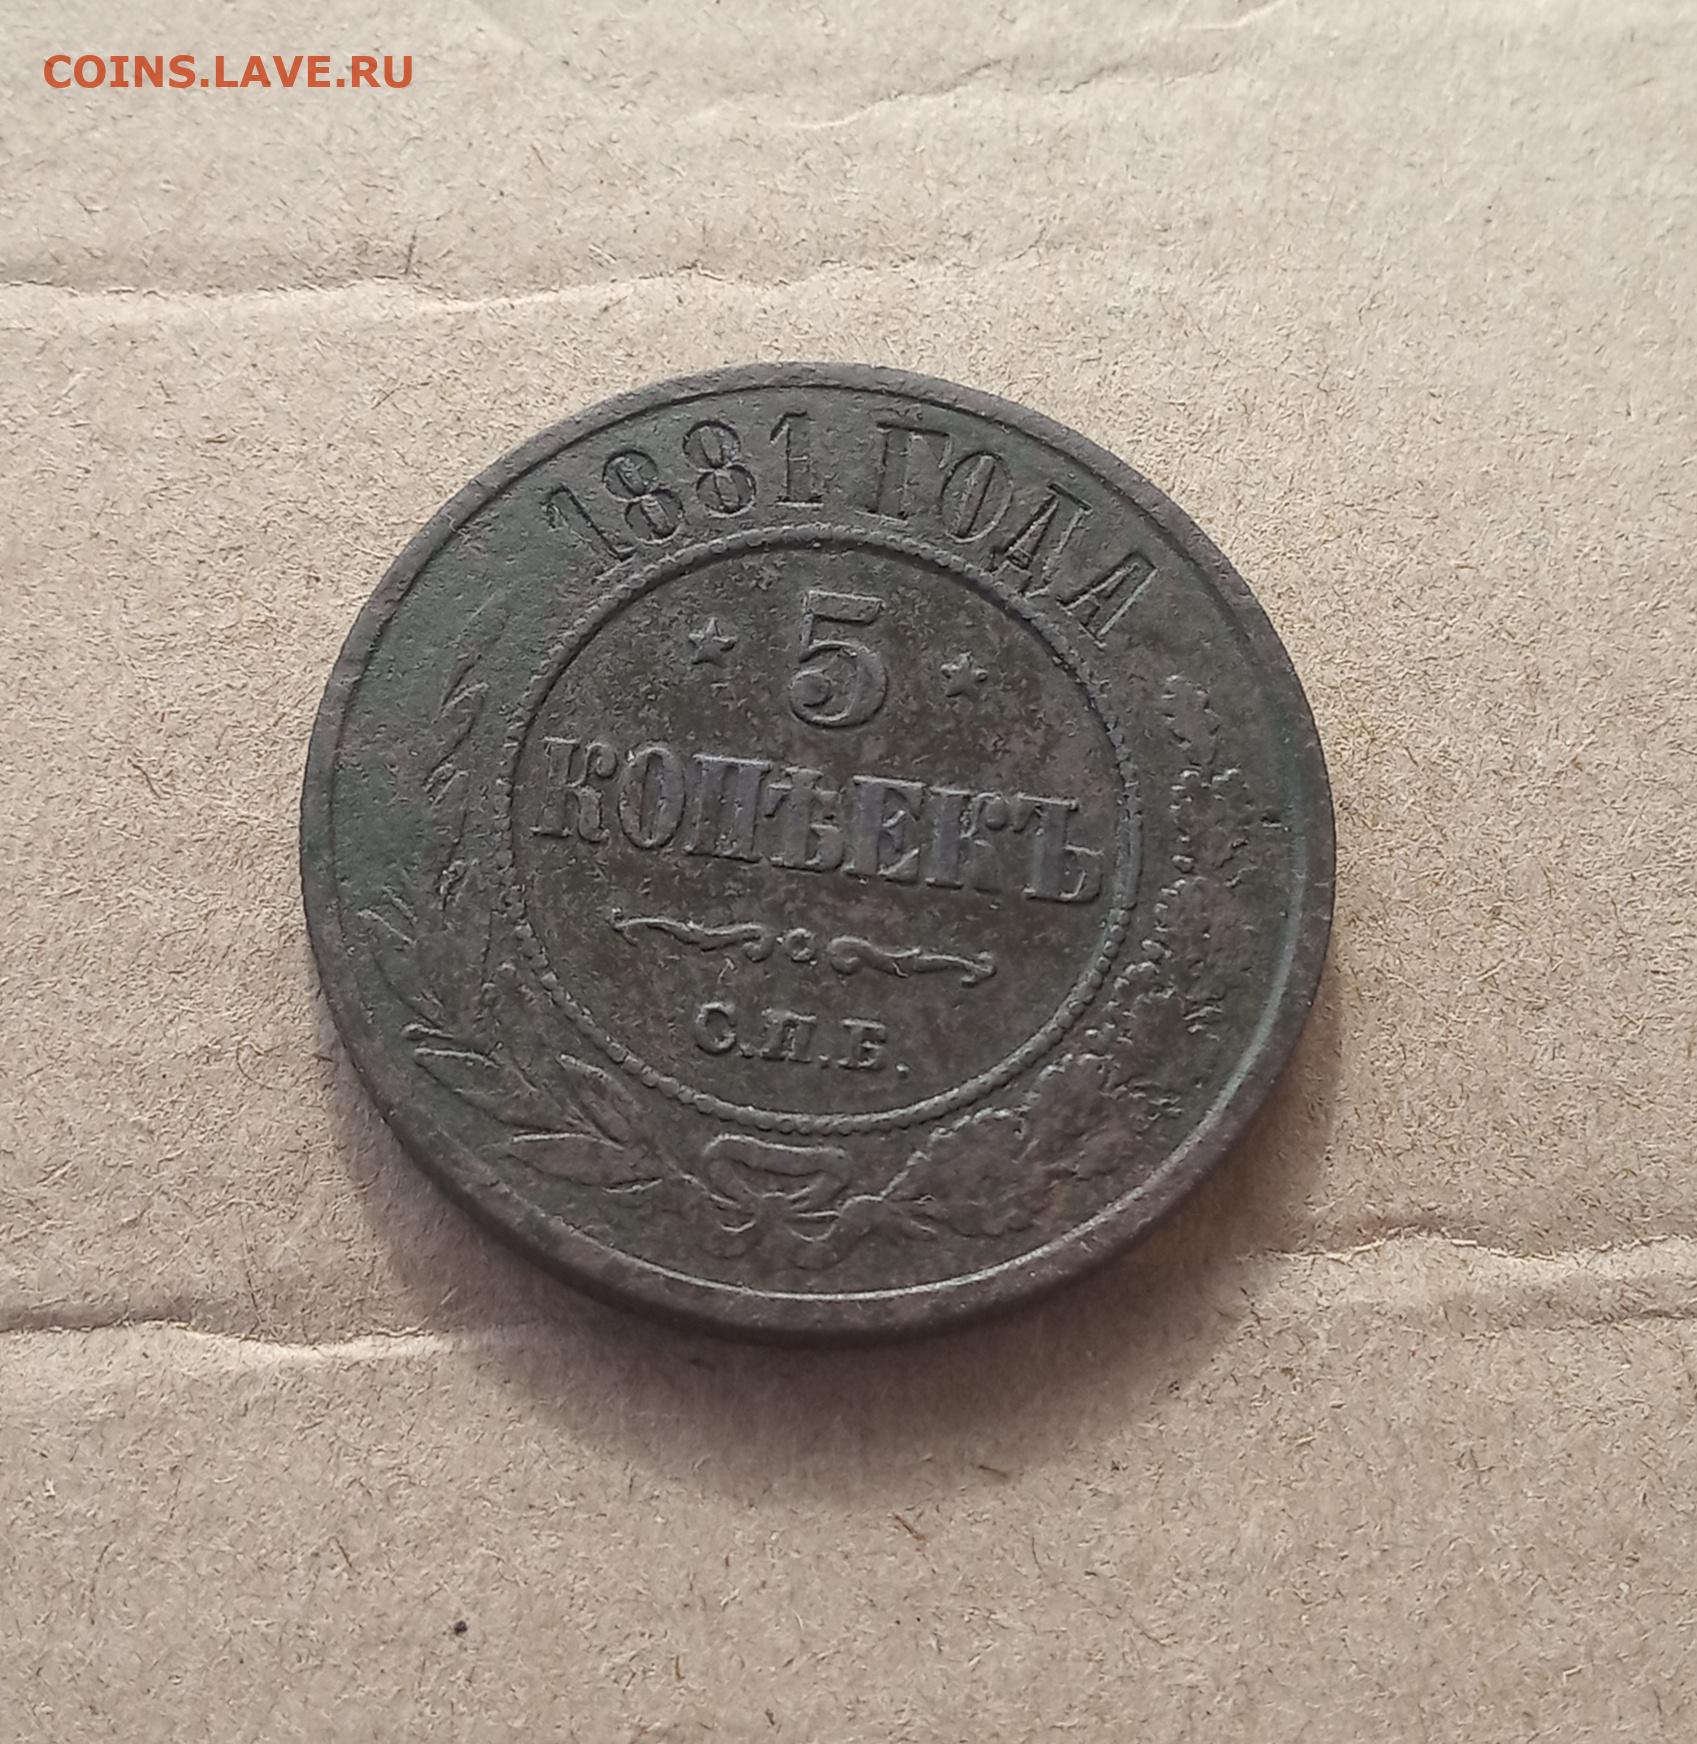 COINS.LAVE.RU
1881 ГОДА
5
КОПѢЕКЪ
С.П.Б.